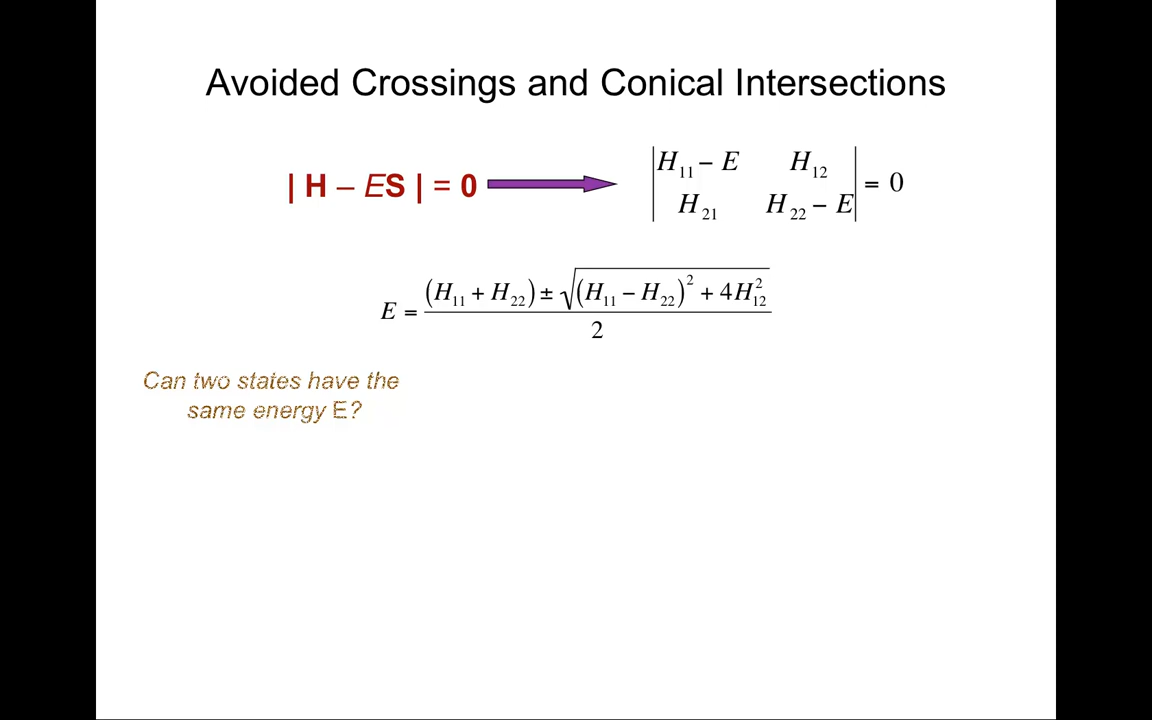 Avoided Crossings and Conical Intersections
| H – ES | = 0
| H₁₁ − E   H₁₂ |
| H₂₁   H₂₂ − E | = 0
E = ((H₁₁ + H₂₂) ± √((H₁₁ − H₂₂)² + 4H₁₂²)) / 2
Can two states have the
same energy E?